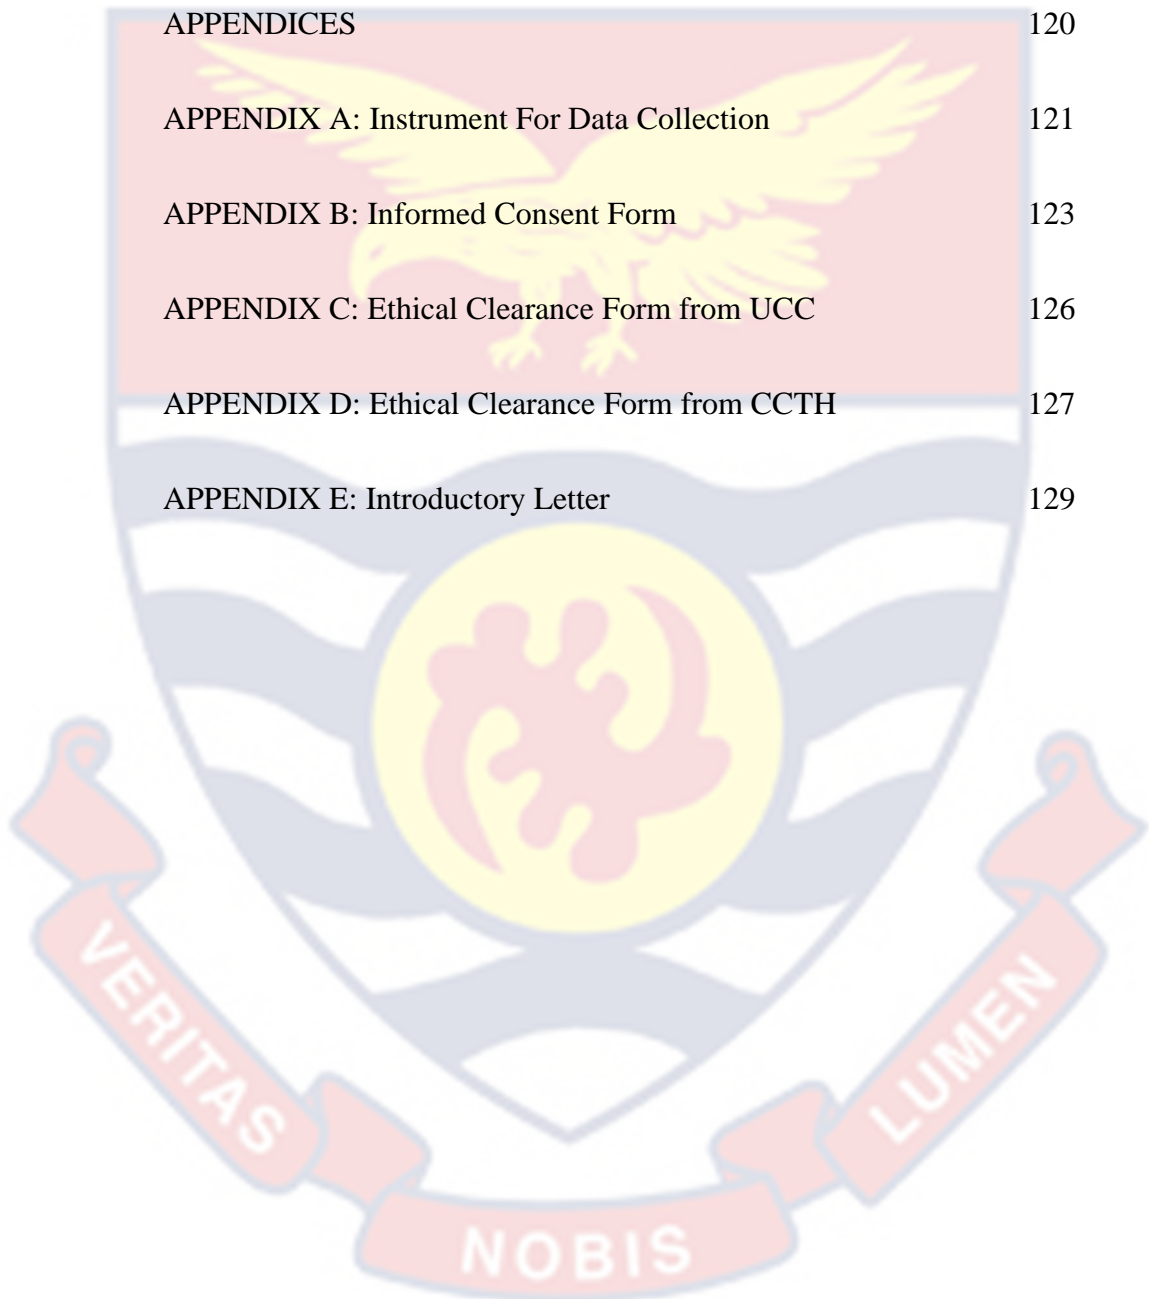 APPENDICES 120
APPENDIX A: Instrument For Data Collection 121
APPENDIX B: Informed Consent Form 123
APPENDIX C: Ethical Clearance Form from UCC 126
APPENDIX D: Ethical Clearance Form from CCTH 127
APPENDIX E: Introductory Letter 129
VERITAS
NOBIS
LUMEN